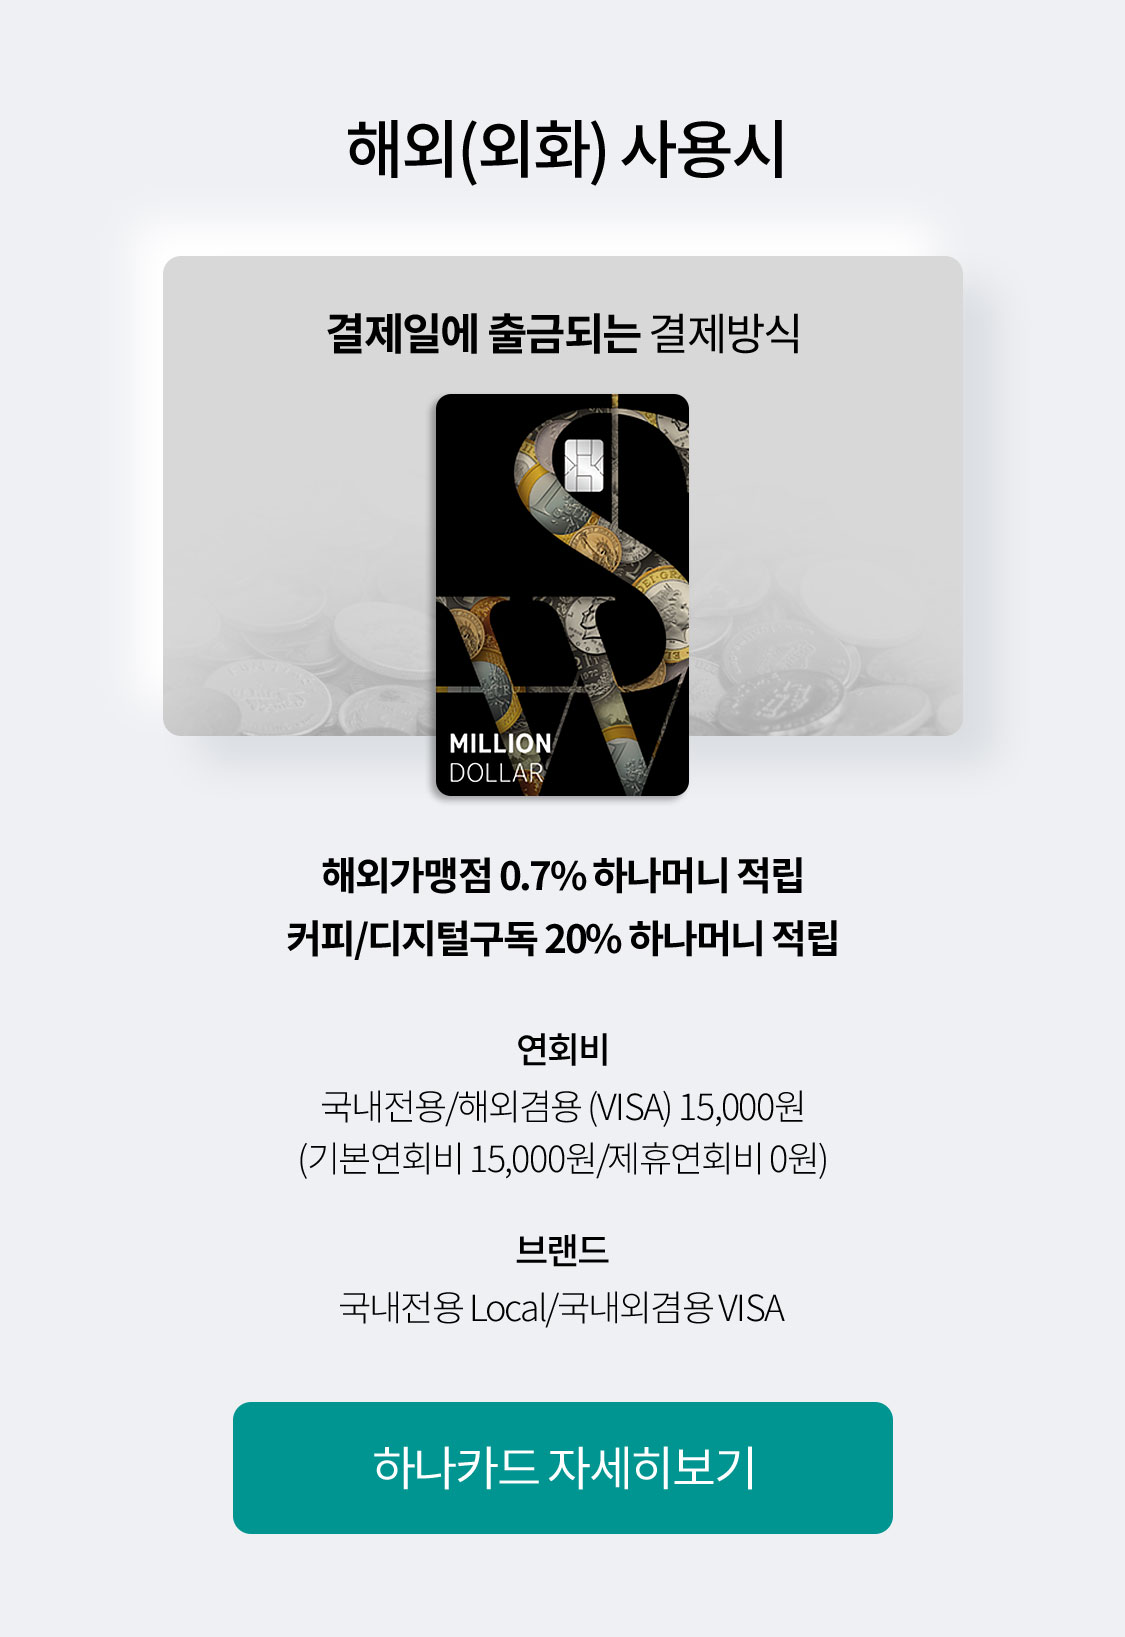 해외(외화) 사용시
결제일에 출금되는 결제방식
MILLION
DOLLAR
해외가맹점 0.7% 하나머니 적립
커피/디지털구독 20% 하나머니 적립
연회비
국내전용/해외겸용 (VISA) 15,000원
(기본연회비 15,000원/제휴연회비 0원)
브랜드
국내전용 Local/국내외겸용 VISA
하나카드 자세히보기